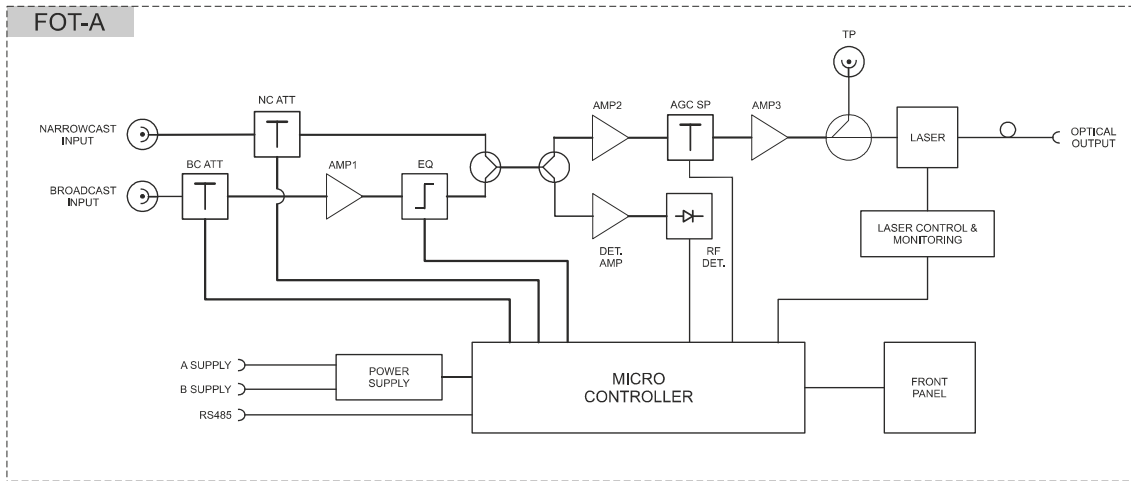 FOT-A
TP
NC ATT
AMP2
AGC SP
AMP3
NARROWCAST
INPUT
LASER
OPTICAL
OUTPUT
BC ATT
AMP1
EQ
BROADCAST
INPUT
LASER CONTROL &
MONITORING
DET.
AMP
RF
DET.
A SUPPLY
B SUPPLY
POWER
SUPPLY
RS485
MICRO
CONTROLLER
FRONT
PANEL